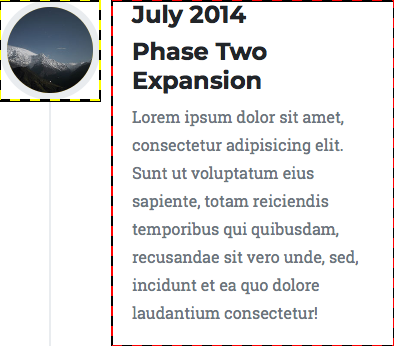 July 2014
Phase Two
Expansion
Lorem ipsum dolor sit amet,
consectetur adipisicing elit.
Sunt ut voluptatum eius
sapiente, totam reiciendis
temporibus qui quibusdam,
recusandae sit vero unde, sed,
incidunt et ea quo dolore
laudantium consectetur!